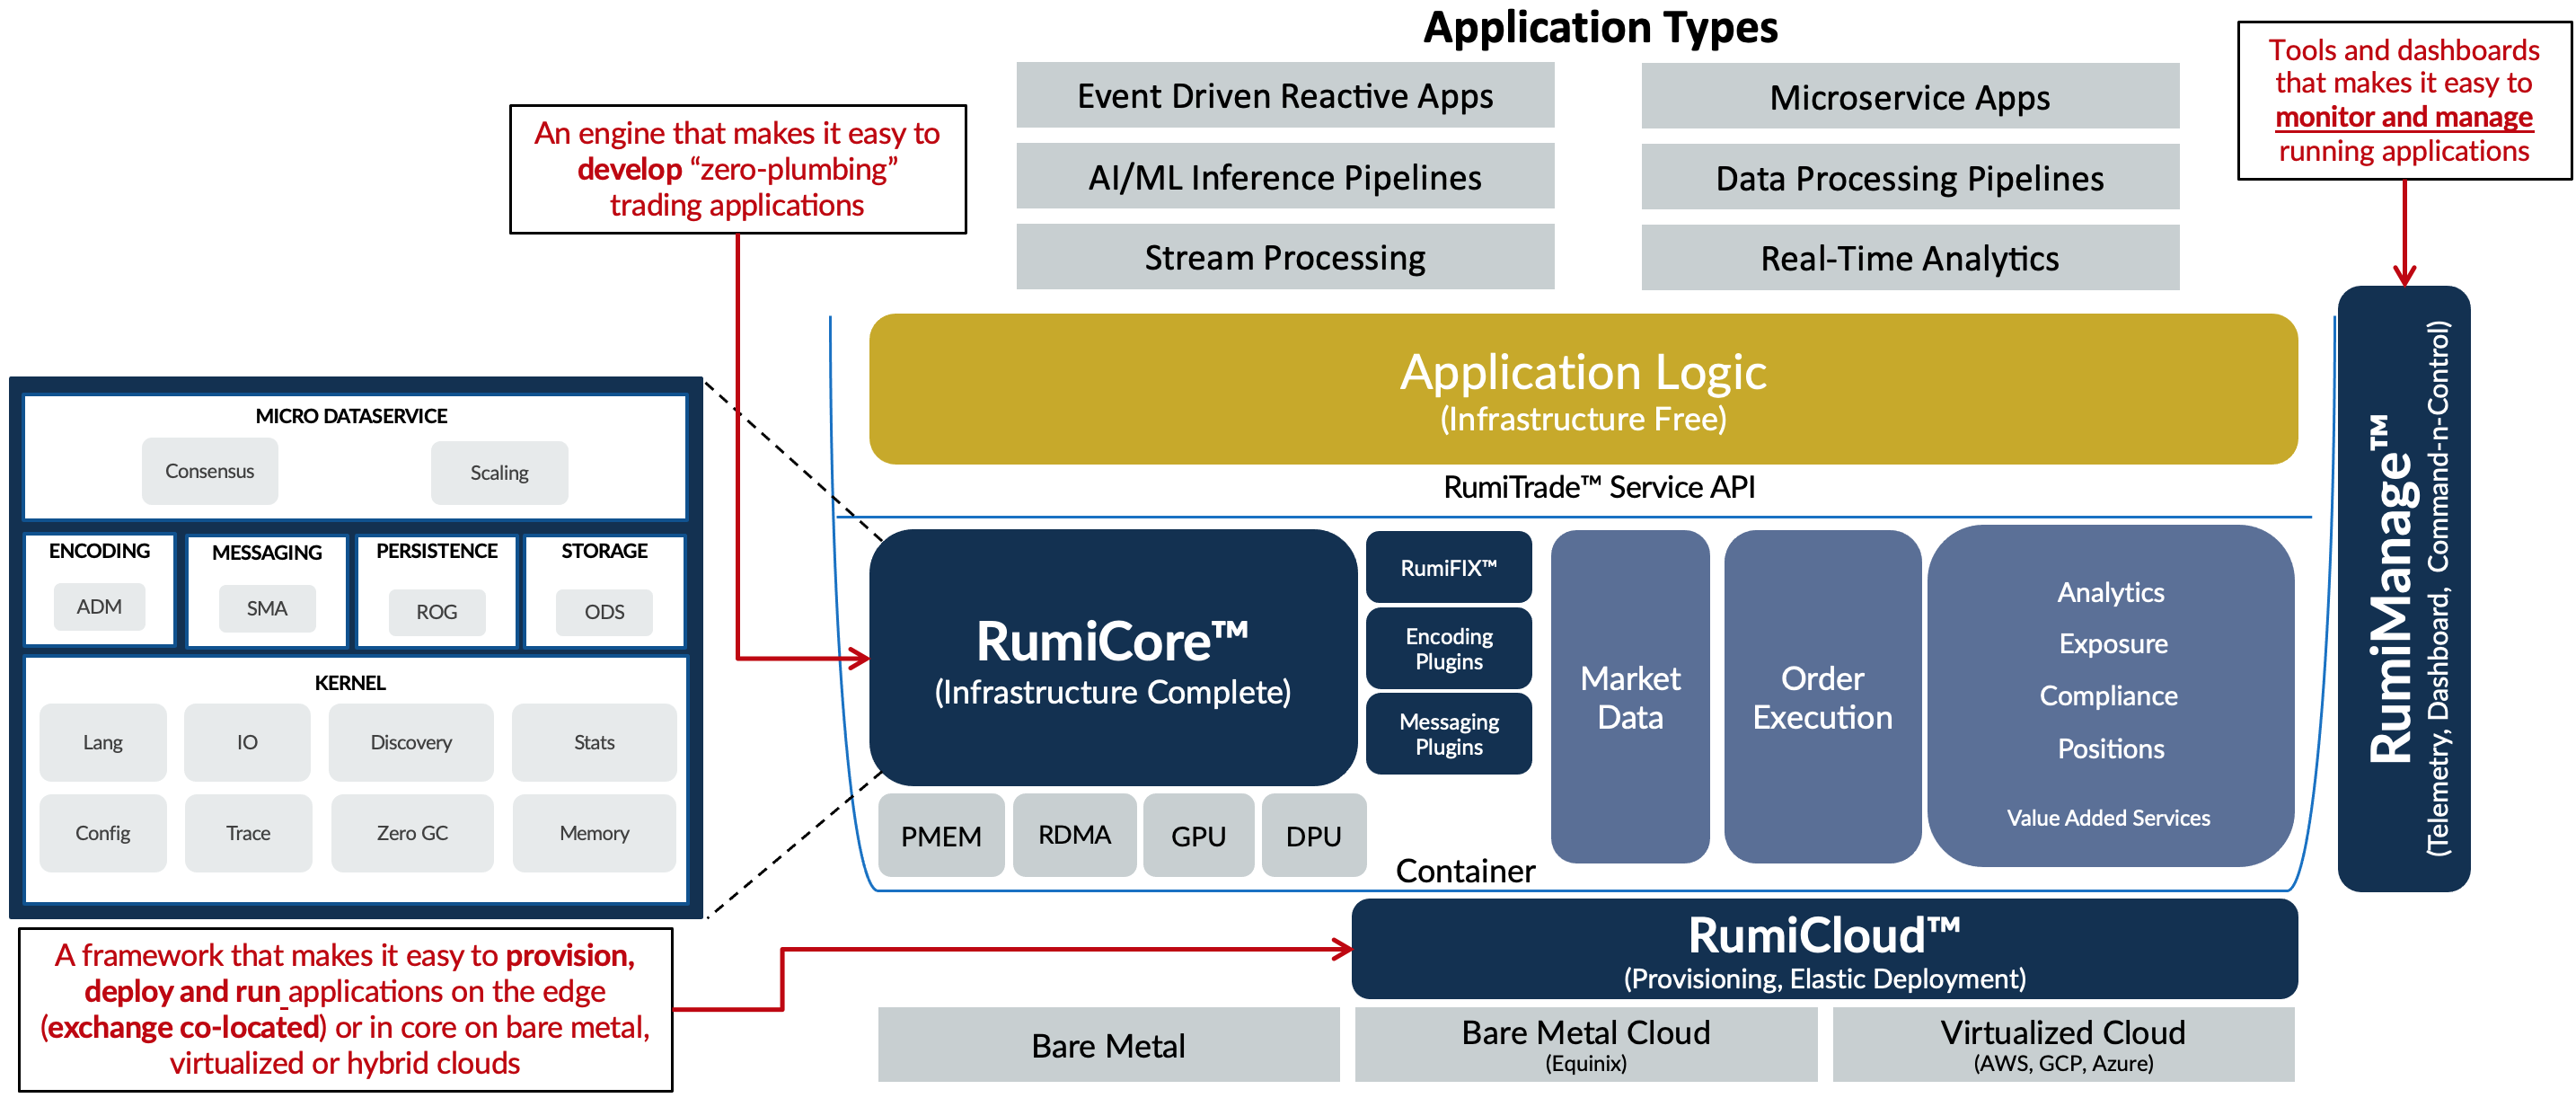 Application Types
Event Driven Reactive Apps
Microservice Apps
AI/ML Inference Pipelines
Data Processing Pipelines
Stream Processing
Real-Time Analytics
Tools and dashboards
that makes it easy to
monitor and manage
running applications
An engine that makes it easy to
develop “zero-plumbing”
trading applications
Application Logic
(Infrastructure Free)
RumiTrade™ Service API
MICRO DATASERVICE
Consensus
Scaling
ENCODING
ADM
MESSAGING
SMA
PERSISTENCE
ROG
STORAGE
ODS
KERNEL
Lang
IO
Discovery
Stats
Config
Trace
Zero GC
Memory
RumiCore™
(Infrastructure Complete)
RumiFIX™
Encoding
Plugins
Messaging
Plugins
Market
Data
Order
Execution
Analytics
Exposure
Compliance
Positions
Value Added Services
PMEM
RDMA
GPU
DPU
Container
RumiManage™
(Telemetry, Dashboard, Command-n-Control)
A framework that makes it easy to provision,
deploy and run applications on the edge
(exchange co-located) or in core on bare metal,
virtualized or hybrid clouds
RumiCloud™
(Provisioning, Elastic Deployment)
Bare Metal
Bare Metal Cloud
(Equinix)
Virtualized Cloud
(AWS, GCP, Azure)